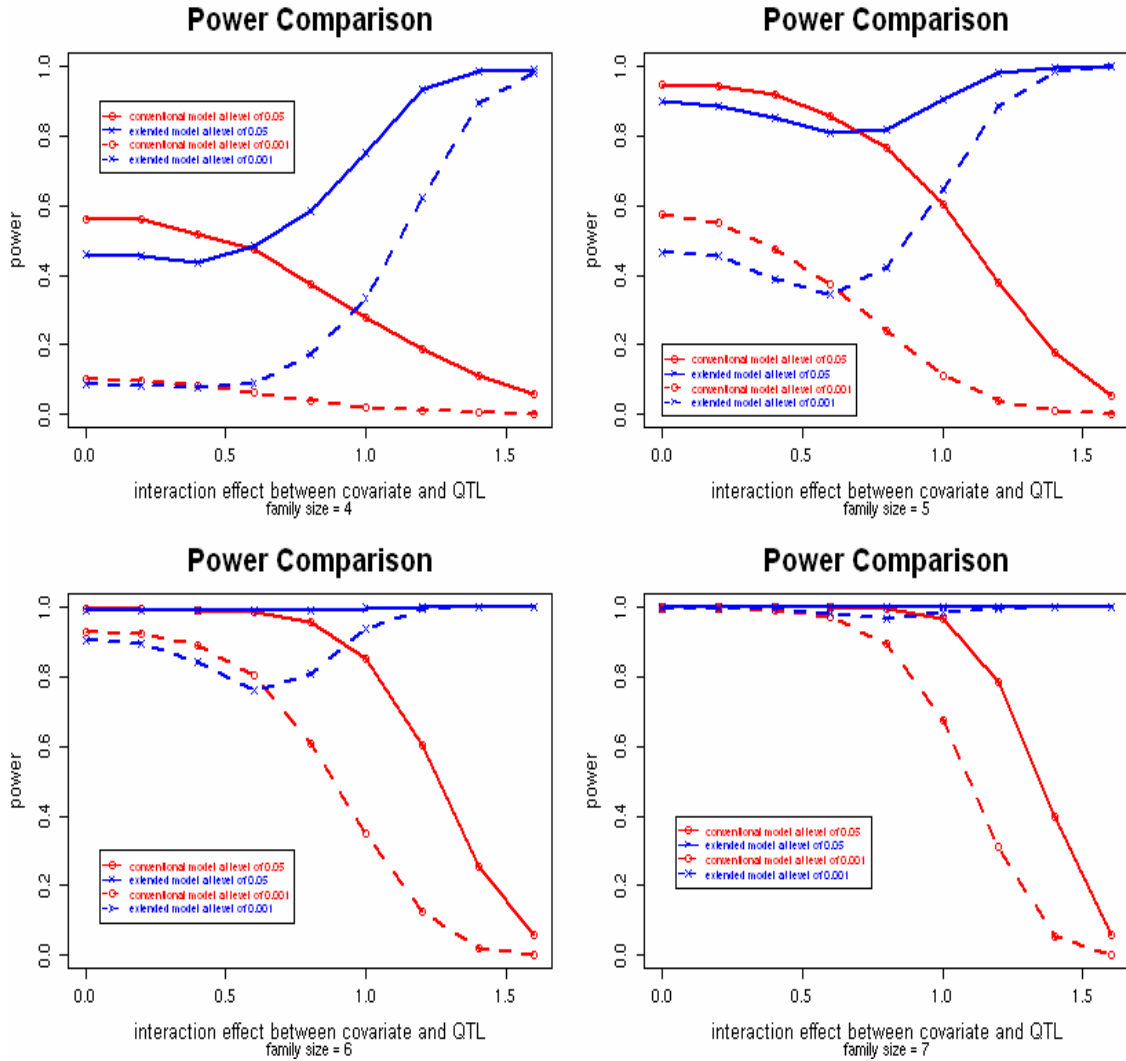 Power Comparison
power
1.0
0.8
0.6
0.4
0.2
0.0
conventional model at level of 0.05
extended model at level of 0.05
conventional model at level of 0.001
extended model at level of 0.001
0.0 0.5 1.0 1.5
interaction effect between covariate and QTL
family size = 4
Power Comparison
power
1.0
0.8
0.6
0.4
0.2
0.0
conventional model at level of 0.05
extended model at level of 0.05
conventional model at level of 0.001
extended model at level of 0.001
0.0 0.5 1.0 1.5
interaction effect between covariate and QTL
family size = 5
Power Comparison
power
1.0
0.8
0.6
0.4
0.2
0.0
conventional model at level of 0.05
extended model at level of 0.05
conventional model at level of 0.001
extended model at level of 0.001
0.0 0.5 1.0 1.5
interaction effect between covariate and QTL
family size = 6
Power Comparison
power
1.0
0.8
0.6
0.4
0.2
0.0
conventional model at level of 0.05
extended model at level of 0.05
conventional model at level of 0.001
extended model at level of 0.001
0.0 0.5 1.0 1.5
interaction effect between covariate and QTL
family size = 7